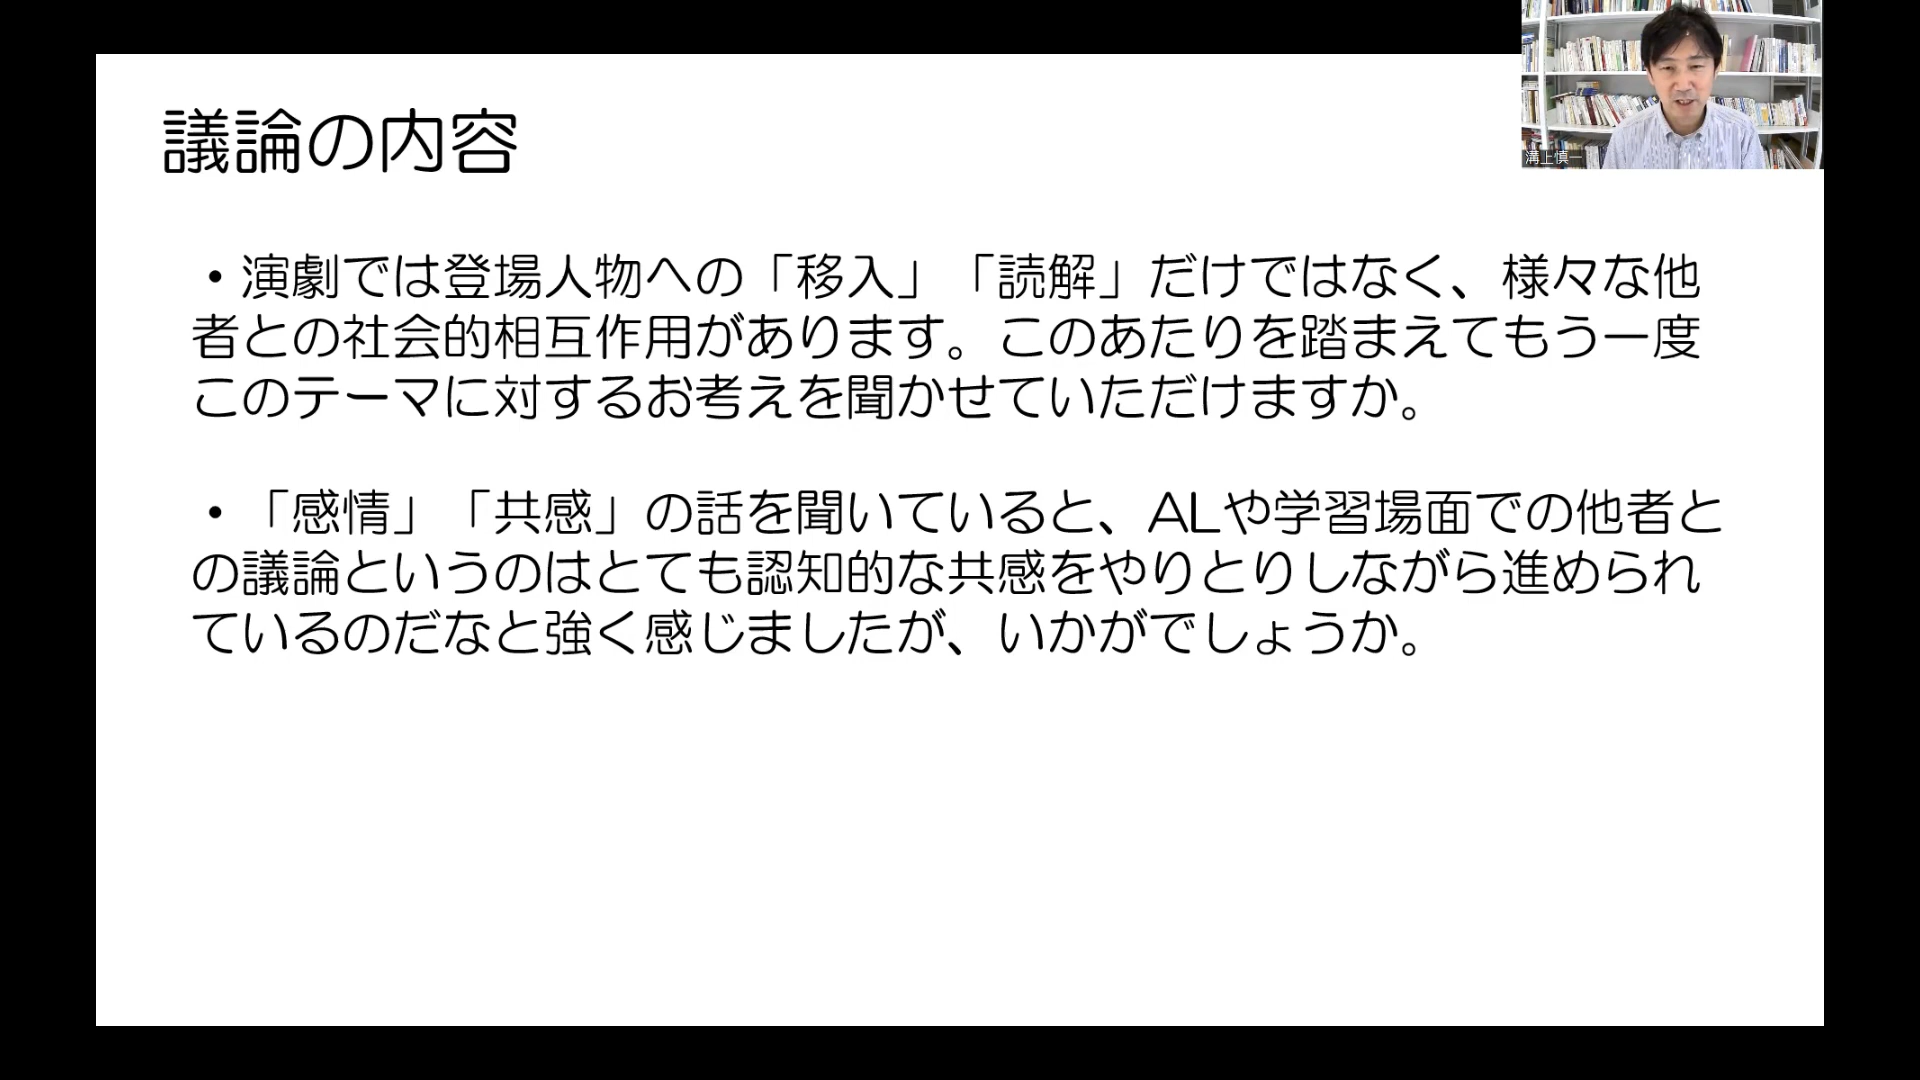 議論の内容
溝上慎一
・演劇では登場人物への「移入」「読解」だけではなく、様々な他
者との社会的相互作用があります。このあたりを踏まえてもう一度
このテーマに対するお考えを聞かせていただけますか。
・「感情」「共感」の話を聞いていると、ALや学習場面での他者と
の議論というのはとても認知的な共感をやりとりしながら進められ
ているのだなと強く感じましたが、いかがでしょうか。